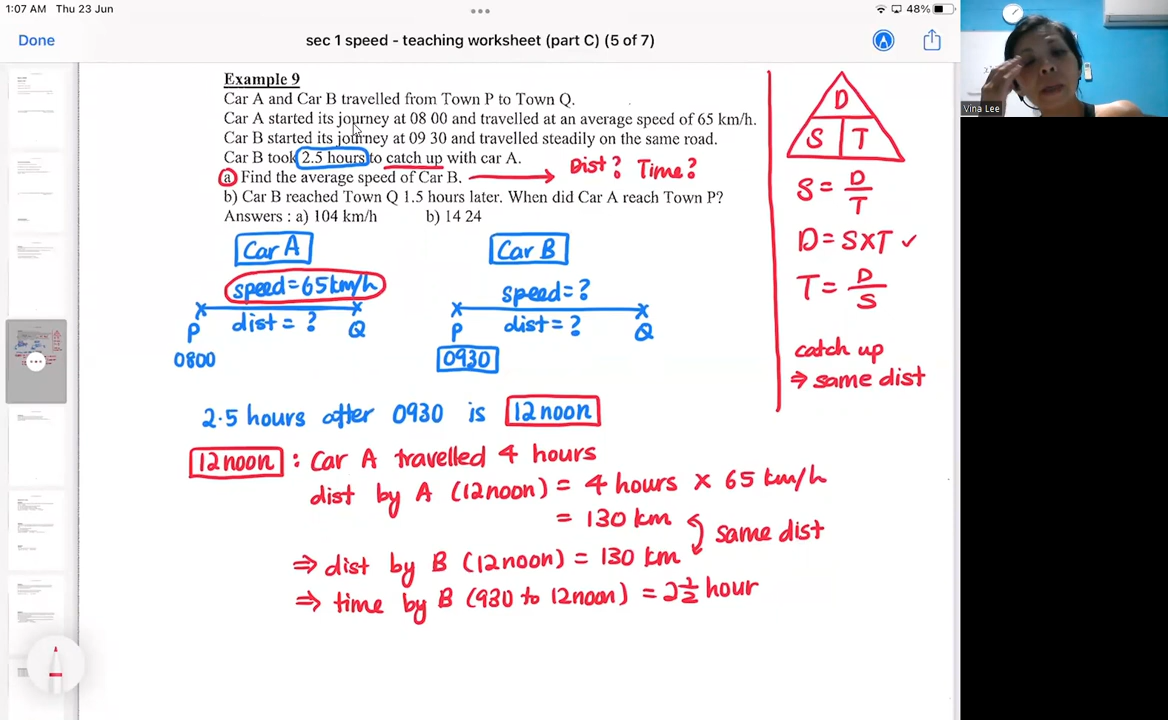 1:07 AM Thu 23 Jun
48%
Done
sec 1 speed - teaching worksheet (part C) (5 of 7)
Vina Lee
Example 9
Car A and Car B travelled from Town P to Town Q.
Car A started its journey at 08 00 and travelled at an average speed of 65 km/h.
Car B started its journey at 09 30 and travelled steadily on the same road.
Car B took 2.5 hours to catch up with car A.
a) Find the average speed of Car B. Dist? Time?
b) Car B reached Town Q 1.5 hours later. When did Car A reach Town P?
Answers : a) 104 km/h b) 14 24
Car A
speed = 65 km/h
P dist = ? Q
0800
Car B
speed = ?
P dist = ? Q
0930
2.5 hours after 0930 is 12noon
12noon : Car A travelled 4 hours
dist by A (12noon) = 4 hours x 65 km/h
= 130 km
same dist
⇒ dist by B (12noon) = 130 km
⇒ time by B (930 to 12noon) = 2 1/2 hour
D
S T
S = D/T
D = S x T ✓
T = D/S
catch up
⇒ same dist